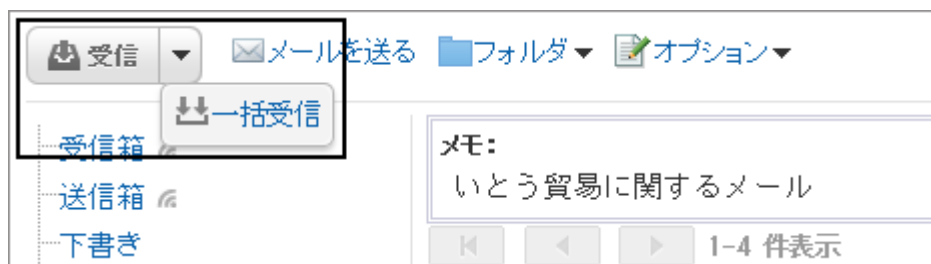 受信 メールを送る フォルダ オプション
一括受信
受信箱
メモ:
いとう貿易に関するメール
送信箱
下書き
1-4 件表示